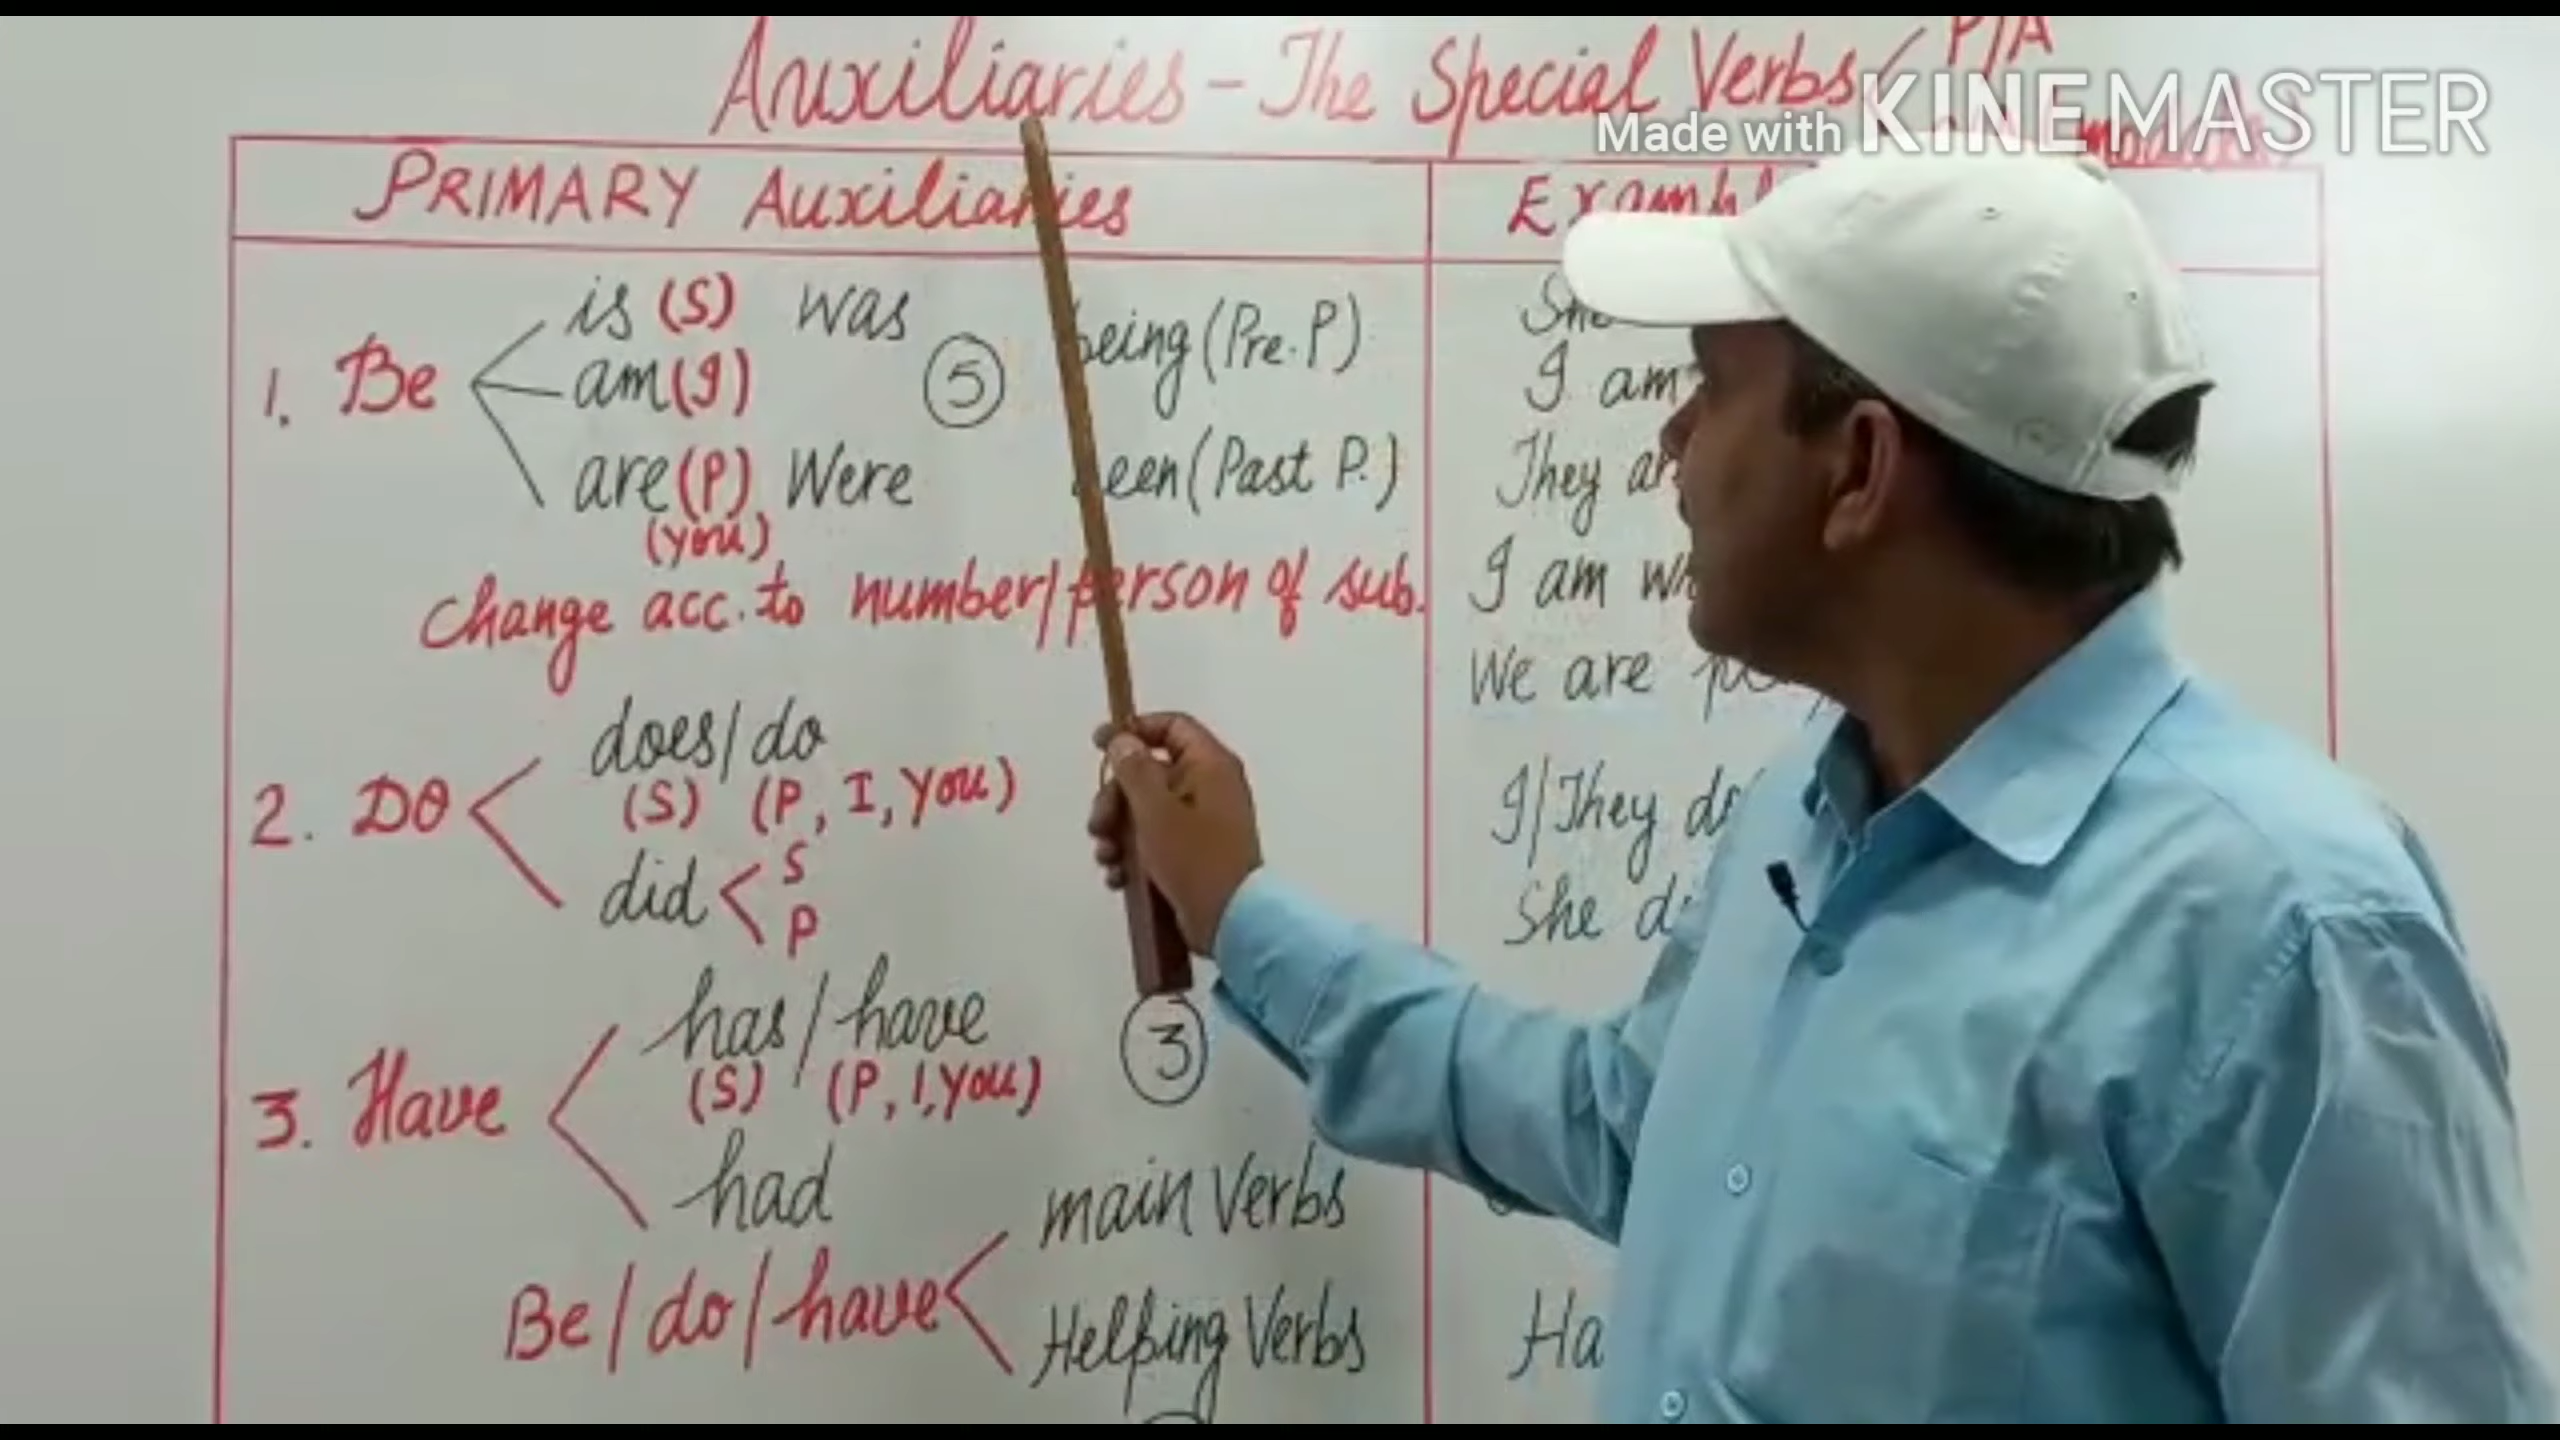 Auxiliaries - The Special Verbs P/A
Made with KINEMASTER
PRIMARY Auxiliaries
1. Be
is (S) was
am (I)
are (P) Were
(you)
5
being (Pre. P)
been (Past P.)
Change acc. to number/person of sub.
2. DO
does/do
(S) (P, I, you)
did
S
P
3. Have
has/have
(S) (P, I, you)
had
3
Be/do/have
main Verbs
Helping Verbs
I am
They
I am
We are
I/They
She